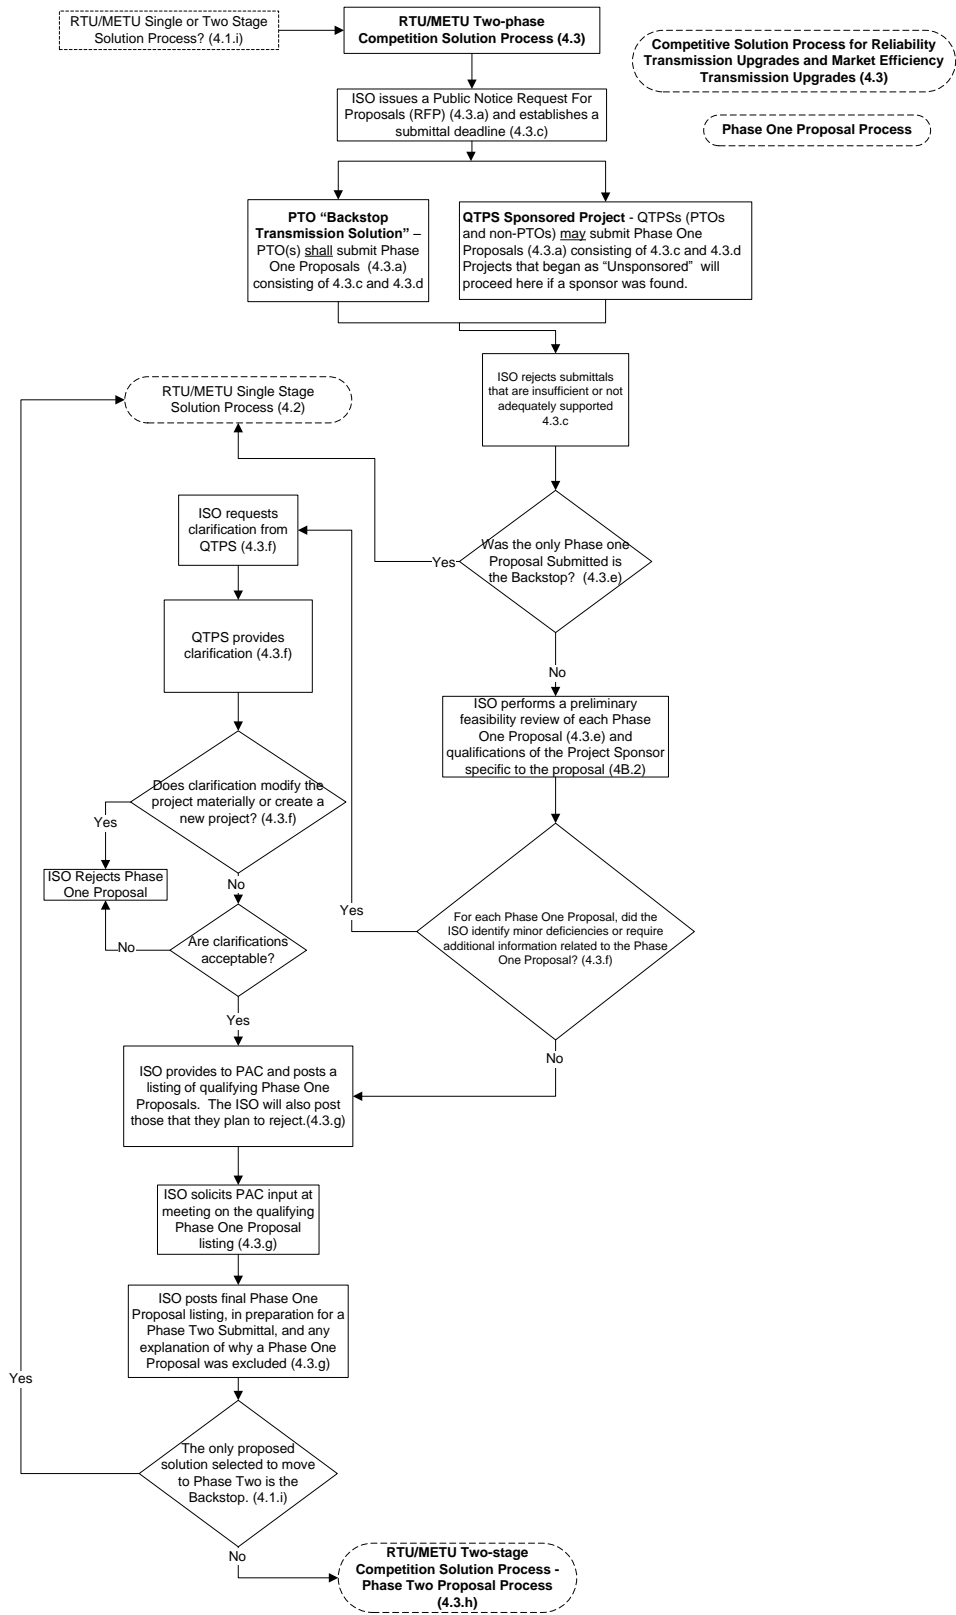 RTU/METU Single or Two Stage
Solution Process? (4.1.i)
RTU/METU Two-phase
Competition Solution Process (4.3)
Competitive Solution Process for Reliability
Transmission Upgrades and Market Efficiency
Transmission Upgrades (4.3)
Phase One Proposal Process
ISO issues a Public Notice Request For
Proposals (RFP) (4.3.a) and establishes a
submittal deadline (4.3.c)
PTO “Backstop
Transmission Solution” –
PTO(s) shall submit Phase
One Proposals (4.3.a)
consisting of 4.3.c and 4.3.d
QTPS Sponsored Project - QTPSs (PTOs
and non-PTOs) may submit Phase One
Proposals (4.3.a) consisting of 4.3.c and 4.3.d
Projects that began as “Unsponsored” will
proceed here if a sponsor was found.
ISO rejects submittals
that are insufficient or not
adequately supported
4.3.c
RTU/METU Single Stage
Solution Process (4.2)
Was the only Phase one
Proposal Submitted is
the Backstop? (4.3.e)
Yes
No
ISO requests
clarification from
QTPS (4.3.f)
QTPS provides
clarification (4.3.f)
ISO performs a preliminary
feasibility review of each Phase
One Proposal (4.3.e) and
qualifications of the Project Sponsor
specific to the proposal (4B.2)
Does clarification modify the
project materially or create a
new project? (4.3.f)
Yes
ISO Rejects Phase
One Proposal
No
Are clarifications
acceptable?
No
Yes
For each Phase One Proposal, did the
ISO identify minor deficiencies or require
additional information related to the Phase
One Proposal? (4.3.f)
Yes
No
ISO provides to PAC and posts a
listing of qualifying Phase One
Proposals. The ISO will also post
those that they plan to reject.(4.3.g)
ISO solicits PAC input at
meeting on the qualifying
Phase One Proposal
listing (4.3.g)
ISO posts final Phase One
Proposal listing, in preparation for a
Phase Two Submittal, and any
explanation of why a Phase One
Proposal was excluded (4.3.g)
Yes
The only proposed
solution selected to move
to Phase Two is the
Backstop. (4.1.i)
No
RTU/METU Two-stage
Competition Solution Process -
Phase Two Proposal Process
(4.3.h)